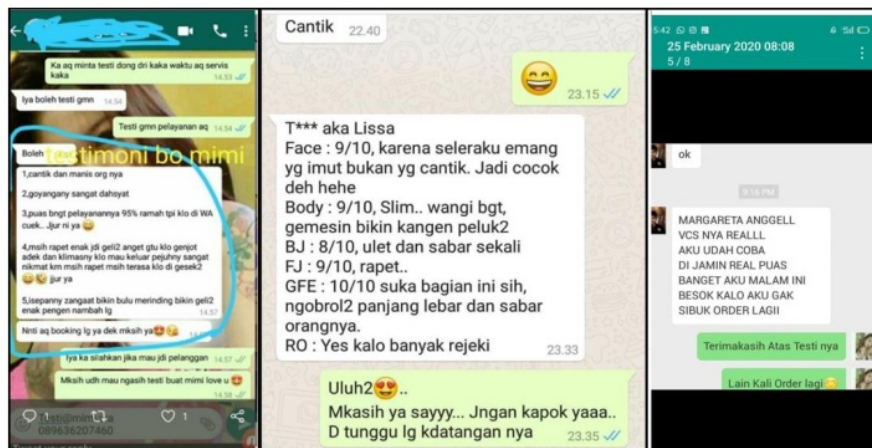 Ka aq minta testi dong dri kaka waktu aq servis
kaka
14.53
Iya boleh testi gmn 14.54
Testi gmn pelayanan aq 14.54
Boleh
testimoni bo mimi
1,cantik dan manis org nya
2,goyangany sangat dahsyat
3,puas bngt pelayanannya 95% ramah tpi klo di WA
cuek.. Jjur ni ya
4,msih rapet enak jdi geli2 anget gtu klo genjot
adek dan klimasny klo mau keluar pejuhny sangat
nikmat krn msih rapet msih terasa klo di gesek2
jjur ya
5,isepanny zangaat bikin bulu merinding bikin geli2
enak pengen nambah lg
14.57
Nnti aq booking lg ya dek mksih ya
Iya ka silahkan jika mau jdi pelanggan 14.57
Mksih udh mau ngasih testi buat mimi love u
14.58
1
1
089636207460
Cantik 22.40
23.15
T*** aka Lissa
Face : 9/10, karena seleraku emang
yg imut bukan yg cantik. Jadi cocok
deh hehe
Body : 9/10, Slim.. wangi bgt,
gemesin bikin kangen peluk2
BJ : 8/10, ulet dan sabar sekali
FJ : 9/10, rapet..
GFE : 10/10 suka bagian ini sih,
ngobrol2 panjang lebar dan sabar
orangnya.
RO : Yes kalo banyak rejeki 23.33
Uluh2 ..
Mkasih ya sayyy... Jngan kapok yaaa..
D tunggu lg kdatangan nya 23.35
5:42
25 February 2020 08:08
5 / 8
ok
9:16 PM
MARGARETA ANGGELL
VCS NYA REALLL
AKU UDAH COBA
DI JAMIN REAL PUAS
BANGET AKU MALAM INI
BESOK KALO AKU GAK
SIBUK ORDER LAGII
Terimakasih Atas Testi nya
Lain Kali Order lagi